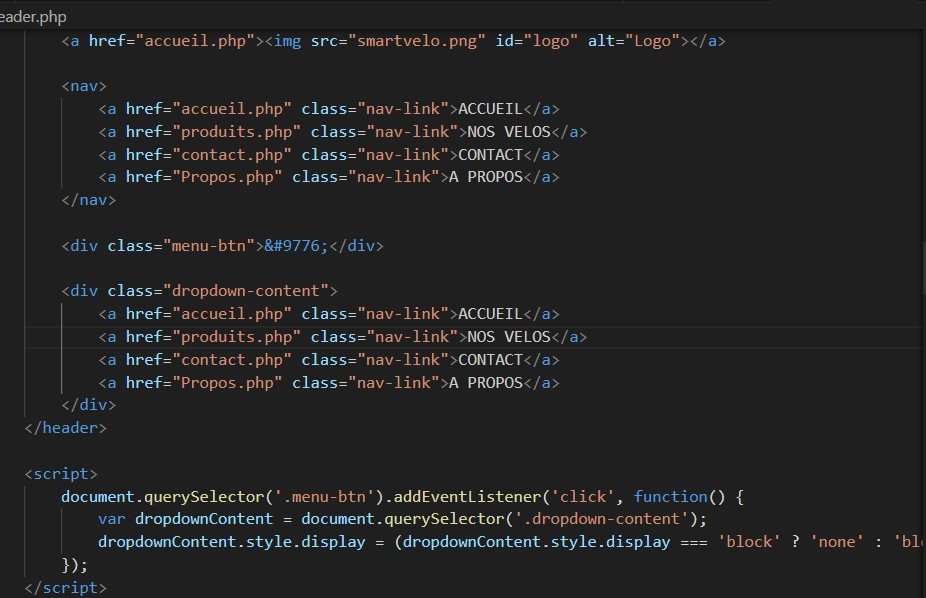 eader.php
<a href="accueil.php"><img src="smartvelo.png" id="logo" alt="Logo"></a>
<nav>
<a href="accueil.php" class="nav-link">ACCUEIL</a>
<a href="produits.php" class="nav-link">NOS VELOS</a>
<a href="contact.php" class="nav-link">CONTACT</a>
<a href="Propos.php" class="nav-link">A PROPOS</a>
</nav>
<div class="menu-btn">&#9776;</div>
<div class="dropdown-content">
<a href="accueil.php" class="nav-link">ACCUEIL</a>
<a href="produits.php" class="nav-link">NOS VELOS</a>
<a href="contact.php" class="nav-link">CONTACT</a>
<a href="Propos.php" class="nav-link">A PROPOS</a>
</div>
</header>
<script>
document.querySelector('.menu-btn').addEventListener('click', function() {
var dropdownContent = document.querySelector('.dropdown-content');
dropdownContent.style.display = (dropdownContent.style.display === 'block' ? 'none' : 'bl
});
</script>